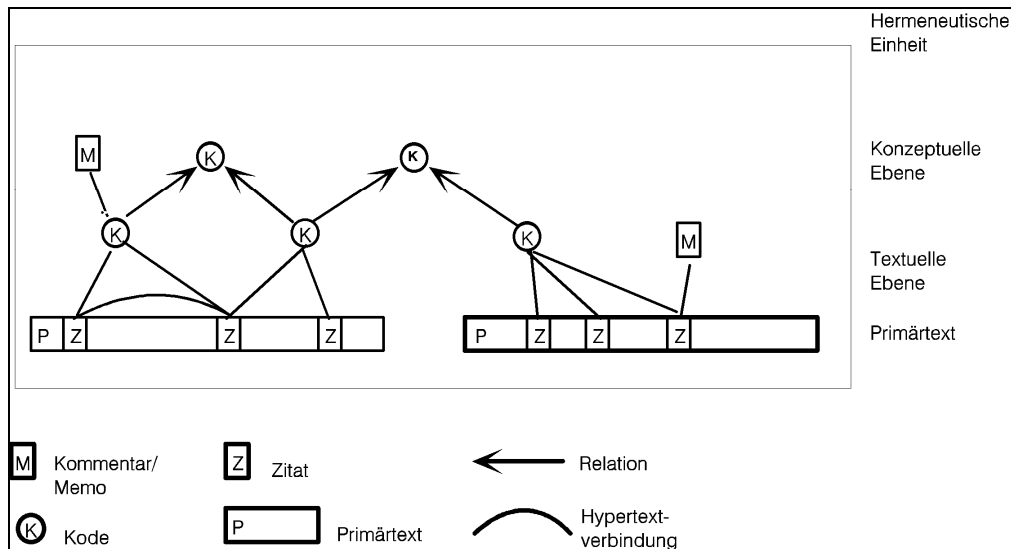 Hermeneutische
Einheit
M
K
K
Konzeptuelle
Ebene
K
K
K
M
Textuelle
Ebene
P Z Z Z
P Z Z Z
Primärtext
M Kommentar/
Memo
Z Zitat
Relation
K Kode
P Primärtext
Hypertext-
verbindung